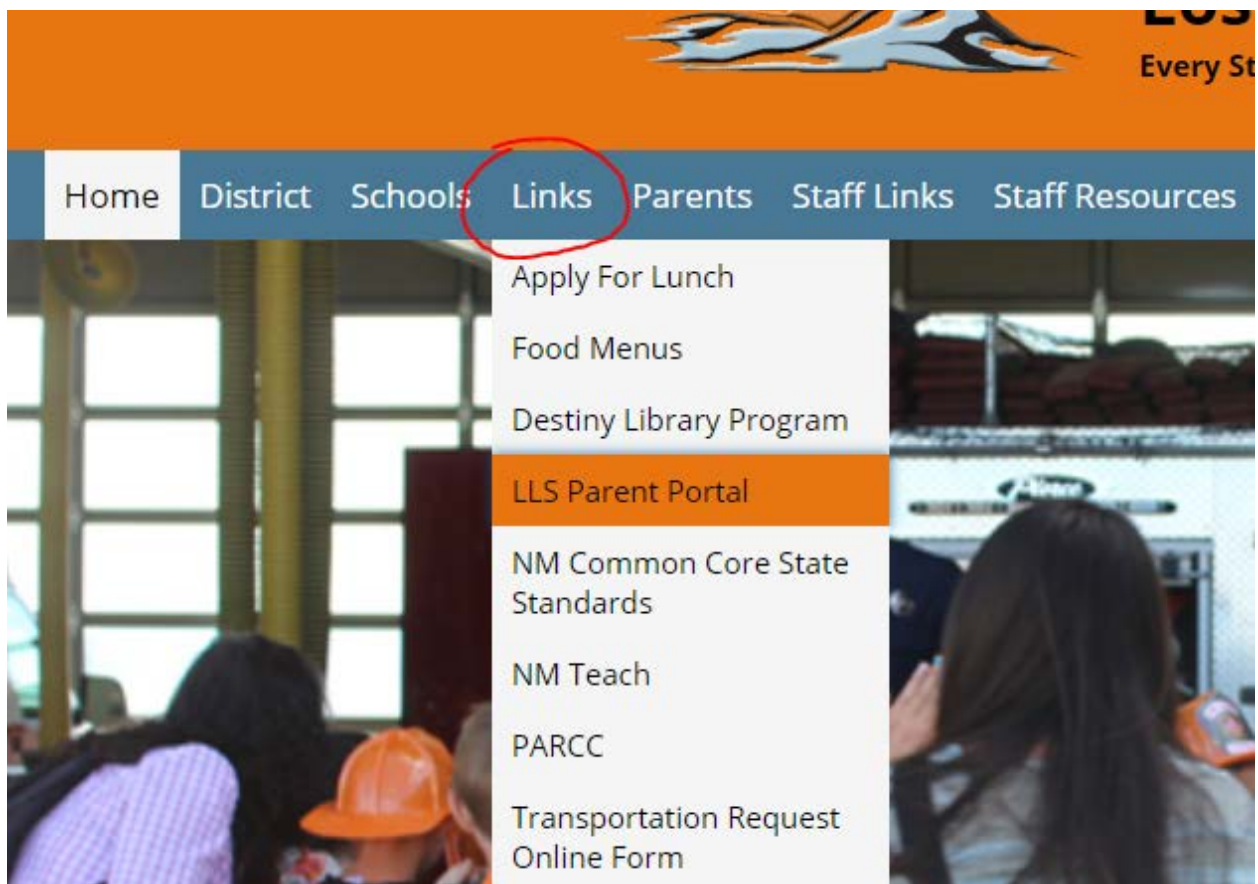 Every St
Home District Schools Links Parents Staff Links Staff Resources
Apply For Lunch
Food Menus
Destiny Library Program
LLS Parent Portal
NM Common Core State
Standards
NM Teach
PARCC
Transportation Request
Online Form